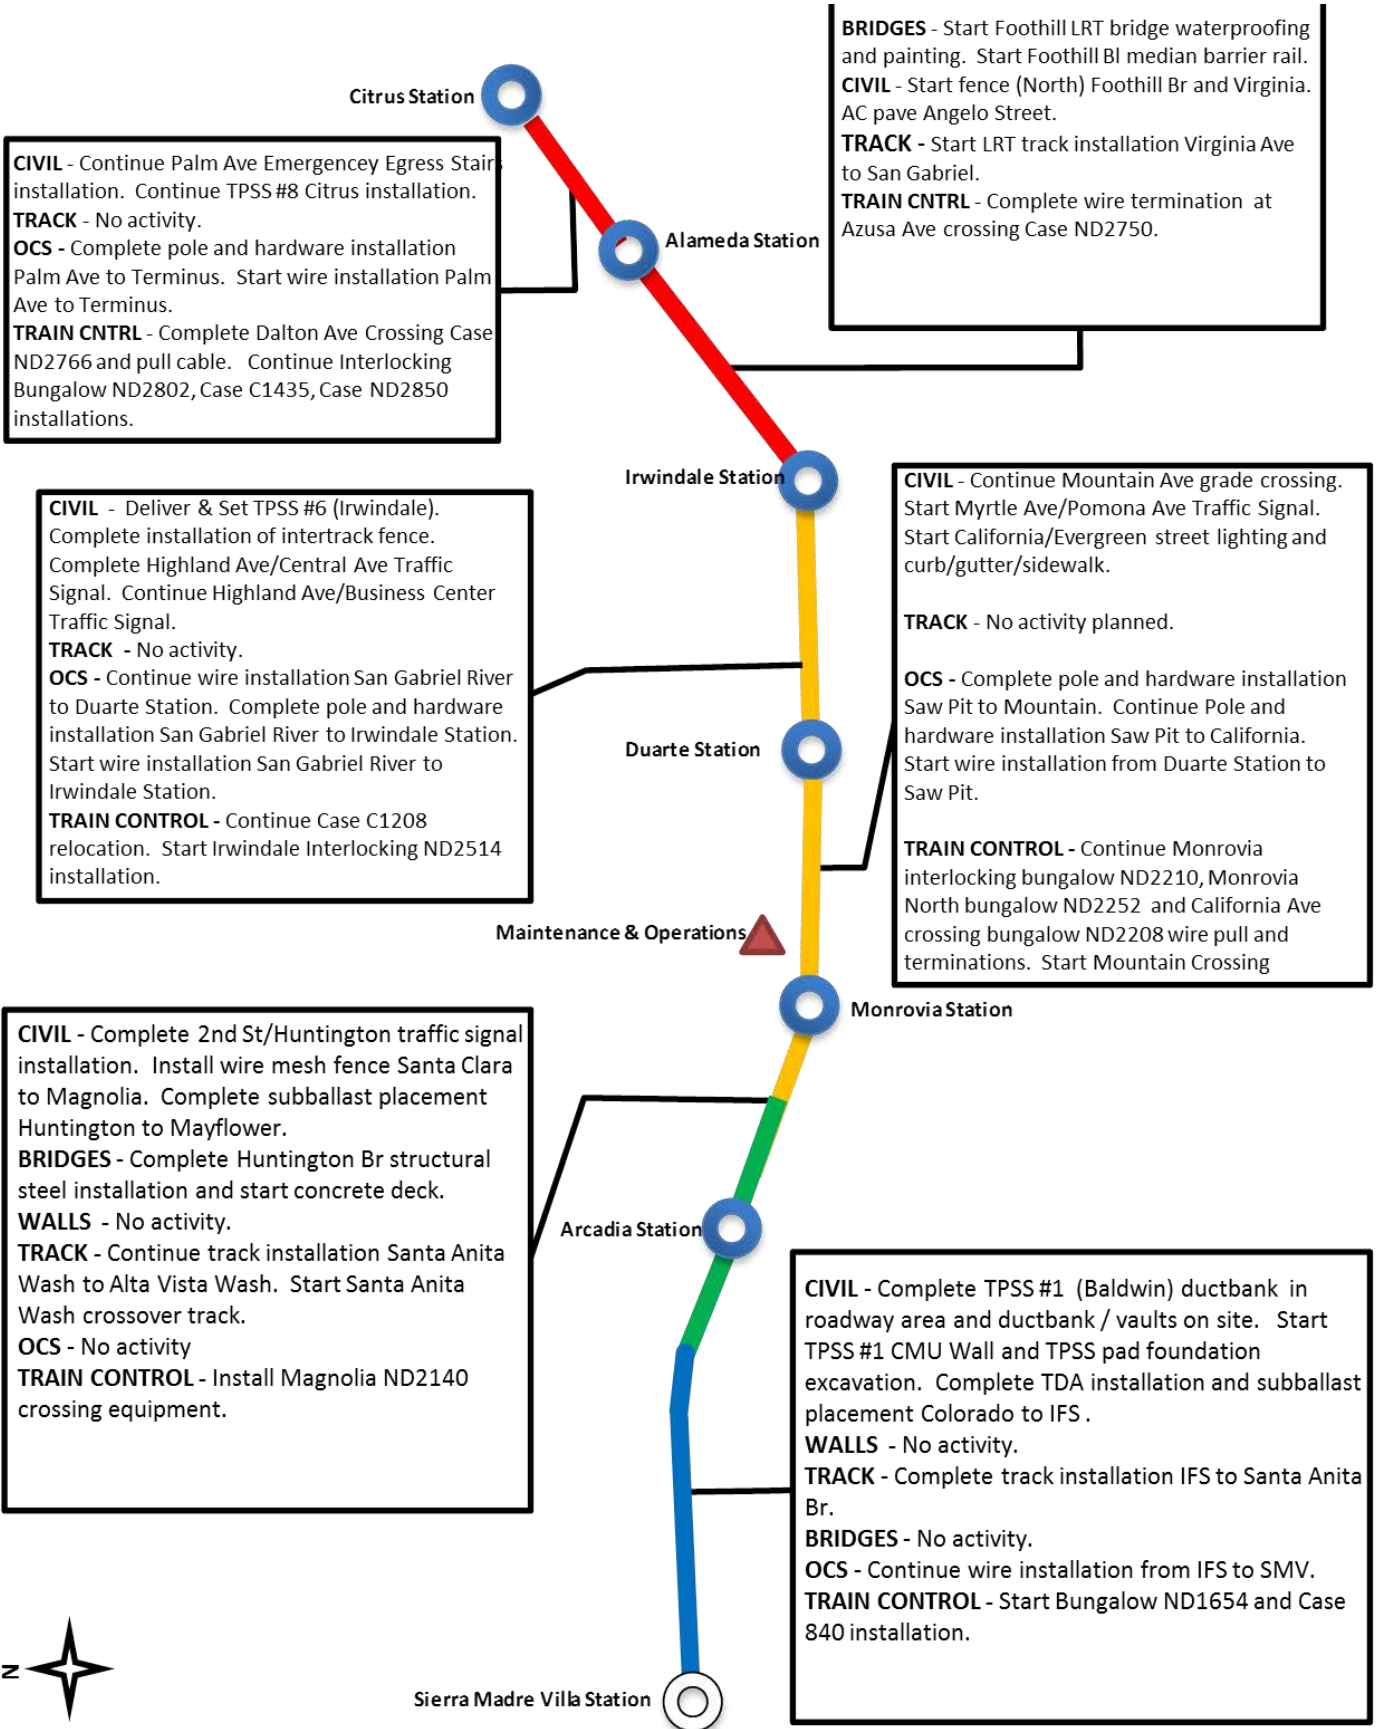 BRIDGES - Start Foothill LRT bridge waterproofing
and painting. Start Foothill Bl median barrier rail.
CIVIL - Start fence (North) Foothill Br and Virginia.
AC pave Angelo Street.
TRACK - Start LRT track installation Virginia Ave
to San Gabriel.
TRAIN CNTRL - Complete wire termination at
Azusa Ave crossing Case ND2750.
Citrus Station
CIVIL - Continue Palm Ave Emergencey Egress Stairs
installation. Continue TPSS #8 Citrus installation.
TRACK - No activity.
OCS - Complete pole and hardware installation
Palm Ave to Terminus. Start wire installation Palm
Ave to Terminus.
TRAIN CNTRL - Complete Dalton Ave Crossing Case
ND2766 and pull cable. Continue Interlocking
Bungalow ND2802, Case C1435, Case ND2850
installations.
Alameda Station
Irwindale Station
CIVIL - Deliver & Set TPSS #6 (Irwindale).
Complete installation of intertrack fence.
Complete Highland Ave/Central Ave Traffic
Signal. Continue Highland Ave/Business Center
Traffic Signal.
TRACK - No activity.
OCS - Continue wire installation San Gabriel River
to Duarte Station. Complete pole and hardware
installation San Gabriel River to Irwindale Station.
Start wire installation San Gabriel River to
Irwindale Station.
TRAIN CONTROL - Continue Case C1208
relocation. Start Irwindale Interlocking ND2514
installation.
CIVIL - Continue Mountain Ave grade crossing.
Start Myrtle Ave/Pomona Ave Traffic Signal.
Start California/Evergreen street lighting and
curb/gutter/sidewalk.
TRACK - No activity planned.
OCS - Complete pole and hardware installation
Saw Pit to Mountain. Continue Pole and
hardware installation Saw Pit to California.
Start wire installation from Duarte Station to
Saw Pit.
TRAIN CONTROL - Continue Monrovia
interlocking bungalow ND2210, Monrovia
North bungalow ND2252 and California Ave
crossing bungalow ND2208 wire pull and
terminations. Start Mountain Crossing
Duarte Station
Maintenance & Operations
Monrovia Station
CIVIL - Complete 2nd St/Huntington traffic signal
installation. Install wire mesh fence Santa Clara
to Magnolia. Complete subballast placement
Huntington to Mayflower.
BRIDGES - Complete Huntington Br structural
steel installation and start concrete deck.
WALLS - No activity.
TRACK - Continue track installation Santa Anita
Wash to Alta Vista Wash. Start Santa Anita
Wash crossover track.
OCS - No activity
TRAIN CONTROL - Install Magnolia ND2140
crossing equipment.
Arcadia Station
CIVIL - Complete TPSS #1 (Baldwin) ductbank in
roadway area and ductbank / vaults on site. Start
TPSS #1 CMU Wall and TPSS pad foundation
excavation. Complete TDA installation and subballast
placement Colorado to IFS .
WALLS - No activity.
TRACK - Complete track installation IFS to Santa Anita
Br.
BRIDGES - No activity.
OCS - Continue wire installation from IFS to SMV.
TRAIN CONTROL - Start Bungalow ND1654 and Case
840 installation.
N
Sierra Madre Villa Station